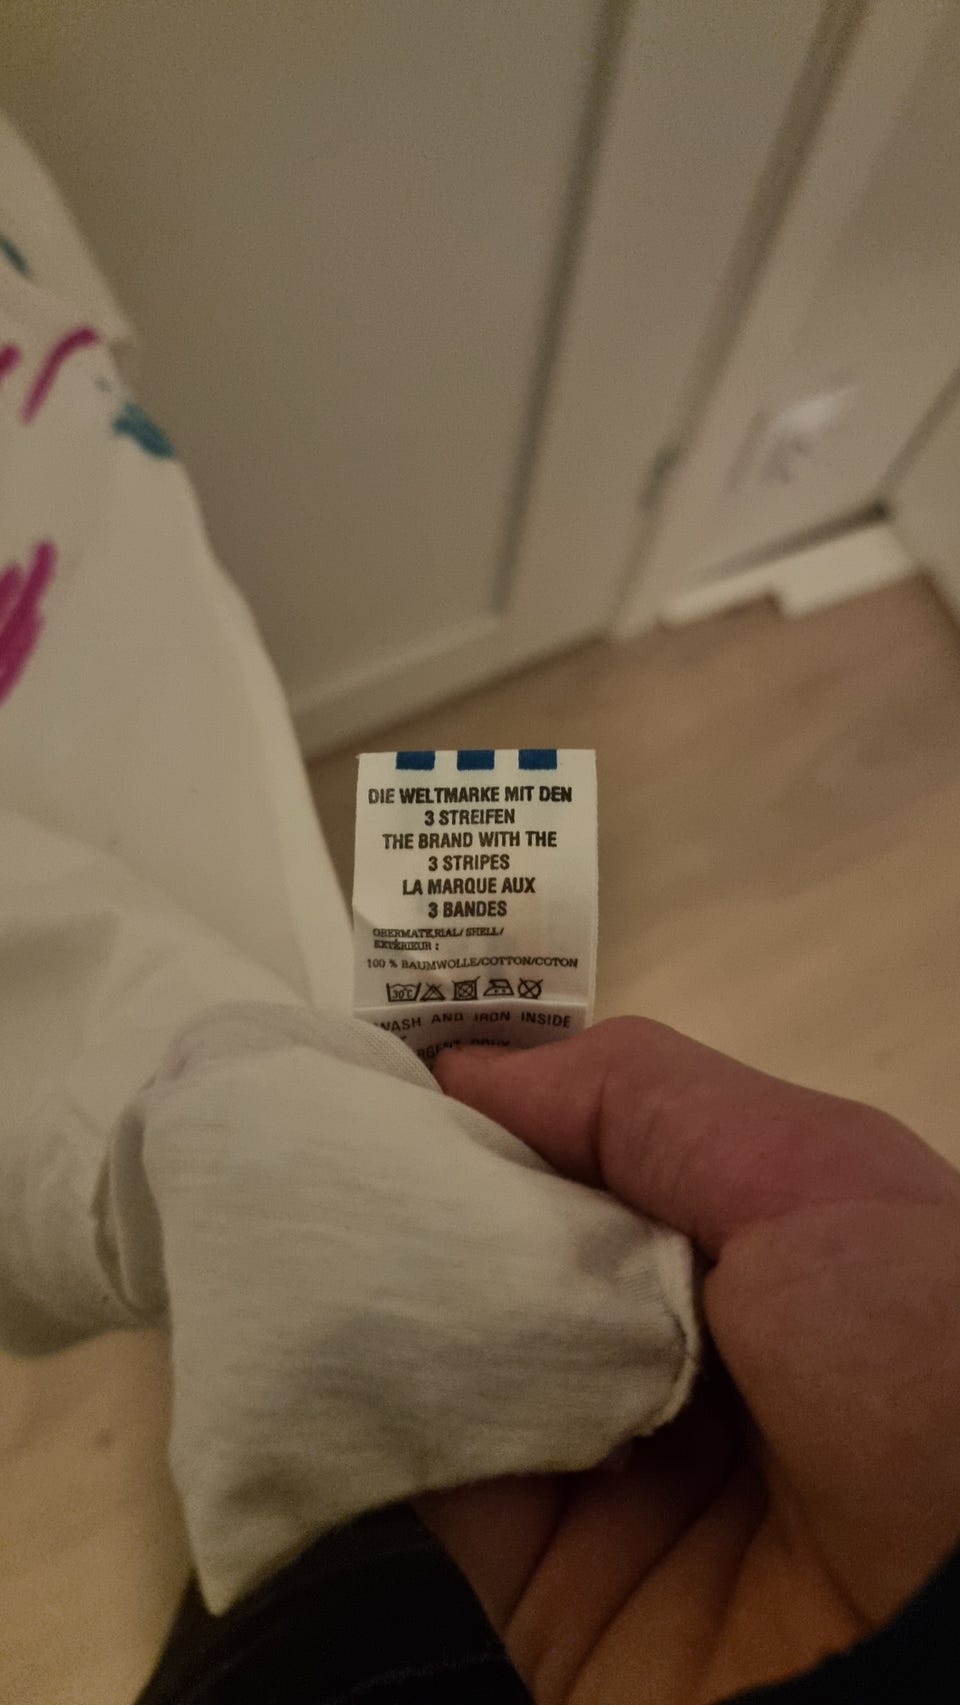 DIE WELTMARKE MIT DEN
3 STREIFEN
THE BRAND WITH THE
3 STRIPES
LA MARQUE AUX
3 BANDES
OBERMATERIAL/ SHELL/
EXTÉRIEUR :
100 % BAUMWOLLE/COTTON/COTON
30°C
WASH AND IRON INSIDE